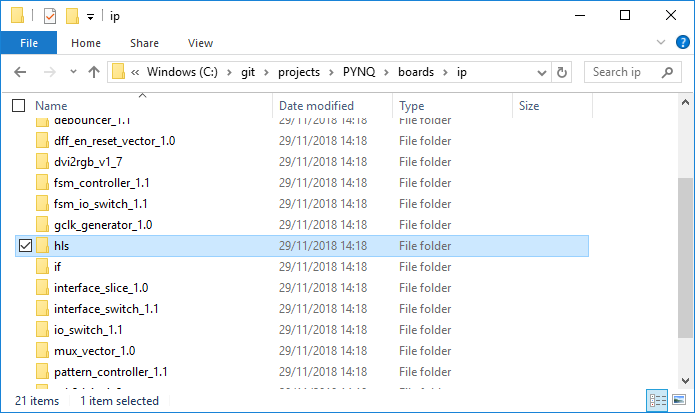 ip
File Home Share View
Windows (C:) git projects PYNQ boards ip Search ip
Name Date modified Type Size
debouncer_1.1 29/11/2018 14:18 File folder
dff_en_reset_vector_1.0 29/11/2018 14:18 File folder
dvi2rgb_v1_7 29/11/2018 14:18 File folder
fsm_controller_1.1 29/11/2018 14:18 File folder
fsm_io_switch_1.1 29/11/2018 14:18 File folder
gclk_generator_1.0 29/11/2018 14:18 File folder
hls 29/11/2018 14:18 File folder
if 29/11/2018 14:18 File folder
interface_slice_1.0 29/11/2018 14:18 File folder
interface_switch_1.1 29/11/2018 14:18 File folder
io_switch_1.1 29/11/2018 14:18 File folder
mux_vector_1.0 29/11/2018 14:18 File folder
pattern_controller_1.1 29/11/2018 14:18 File folder
21 items 1 item selected